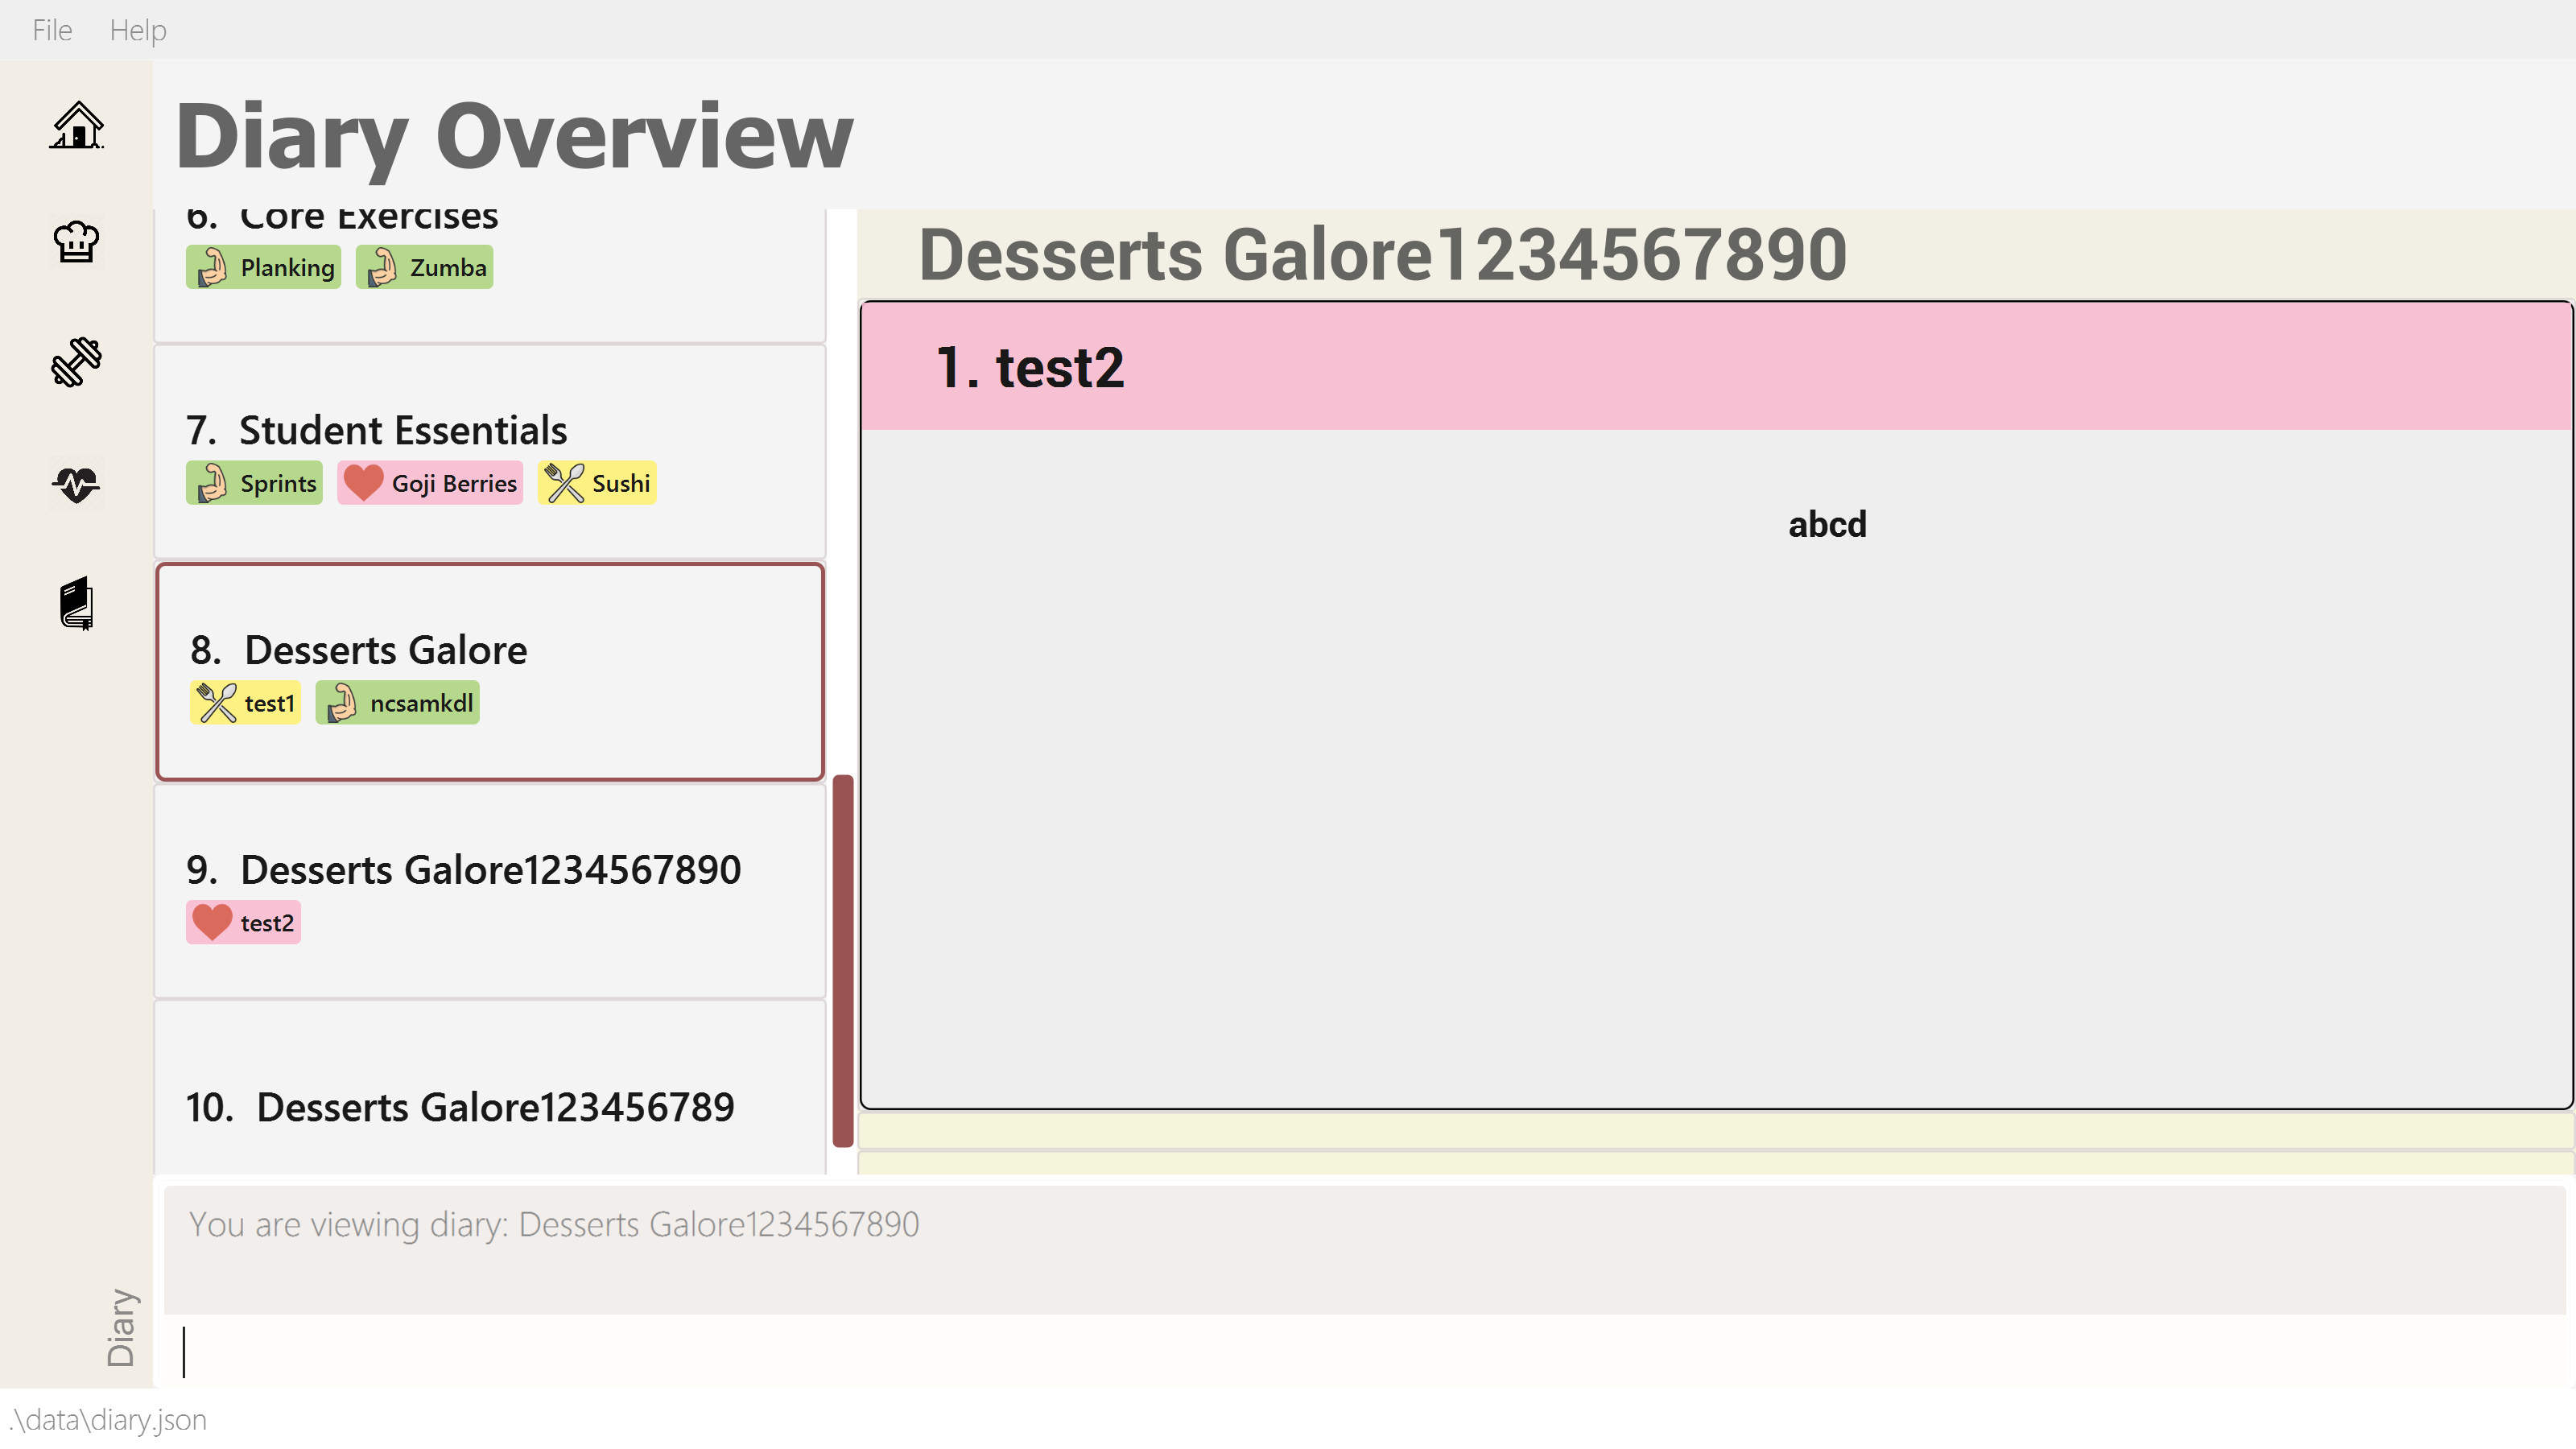 File Help
Diary Overview
6. Core Exercises
Planking Zumba
7. Student Essentials
Sprints Goji Berries Sushi
8. Desserts Galore
test1 ncsamkdl
9. Desserts Galore1234567890
test2
10. Desserts Galore123456789
Desserts Galore1234567890
1. test2
abcd
You are viewing diary: Desserts Galore1234567890
Diary
.\data\diary.json